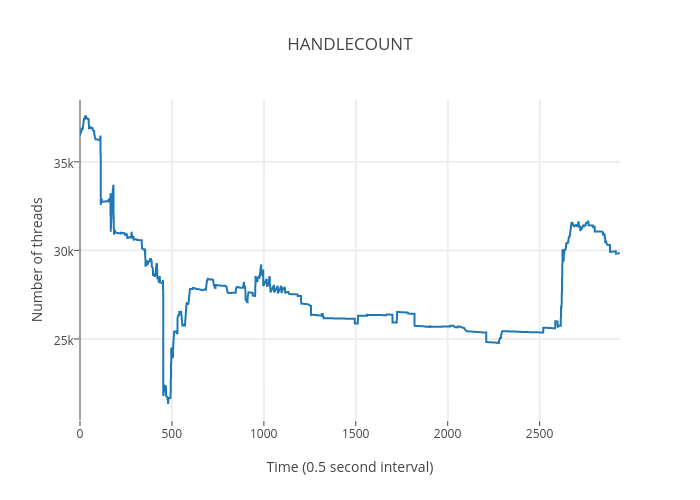 HANDLECOUNT
35k
30k
25k
Number of threads
0
500
1000
1500
2000
2500
Time (0.5 second interval)